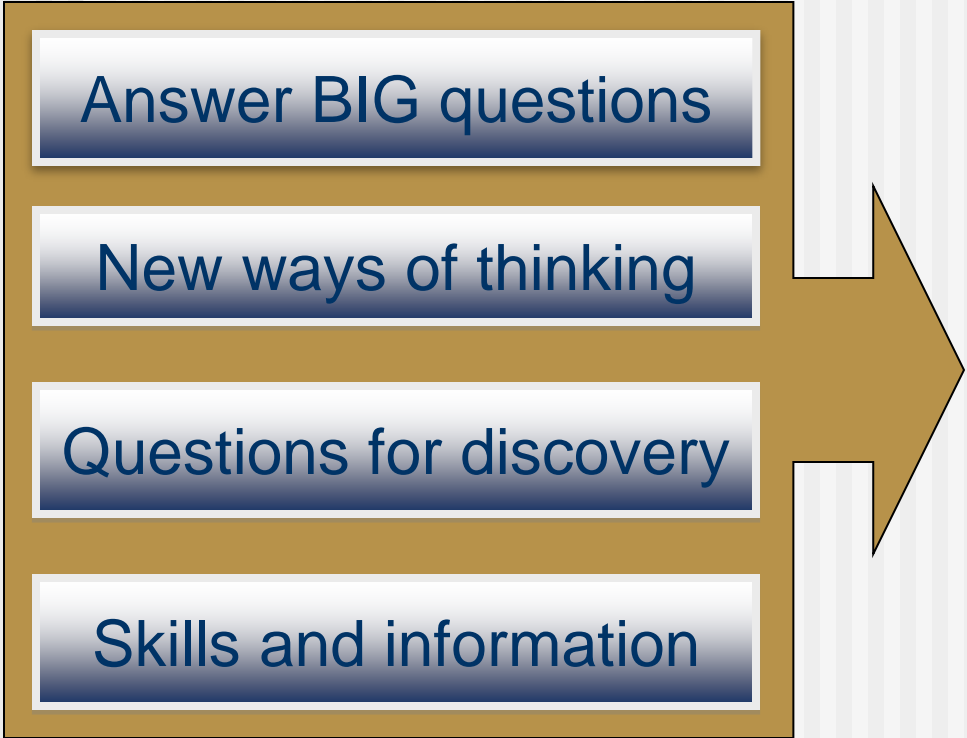 Answer BIG questions
New ways of thinking
Questions for discovery
Skills and information